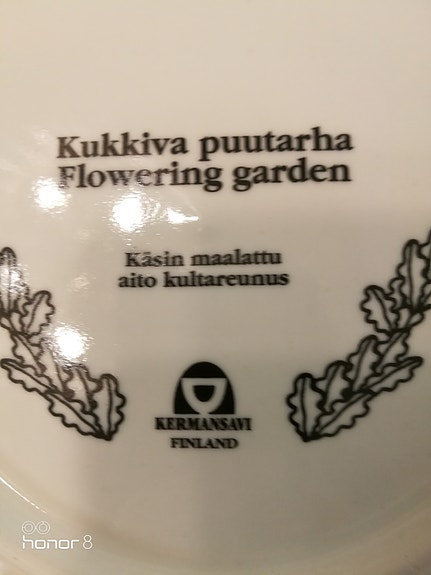 Kukkiva puutarha
Flowering garden
Käsin maalattu
aito kultareunus
KERMANSAVI
FINLAND
honor 8